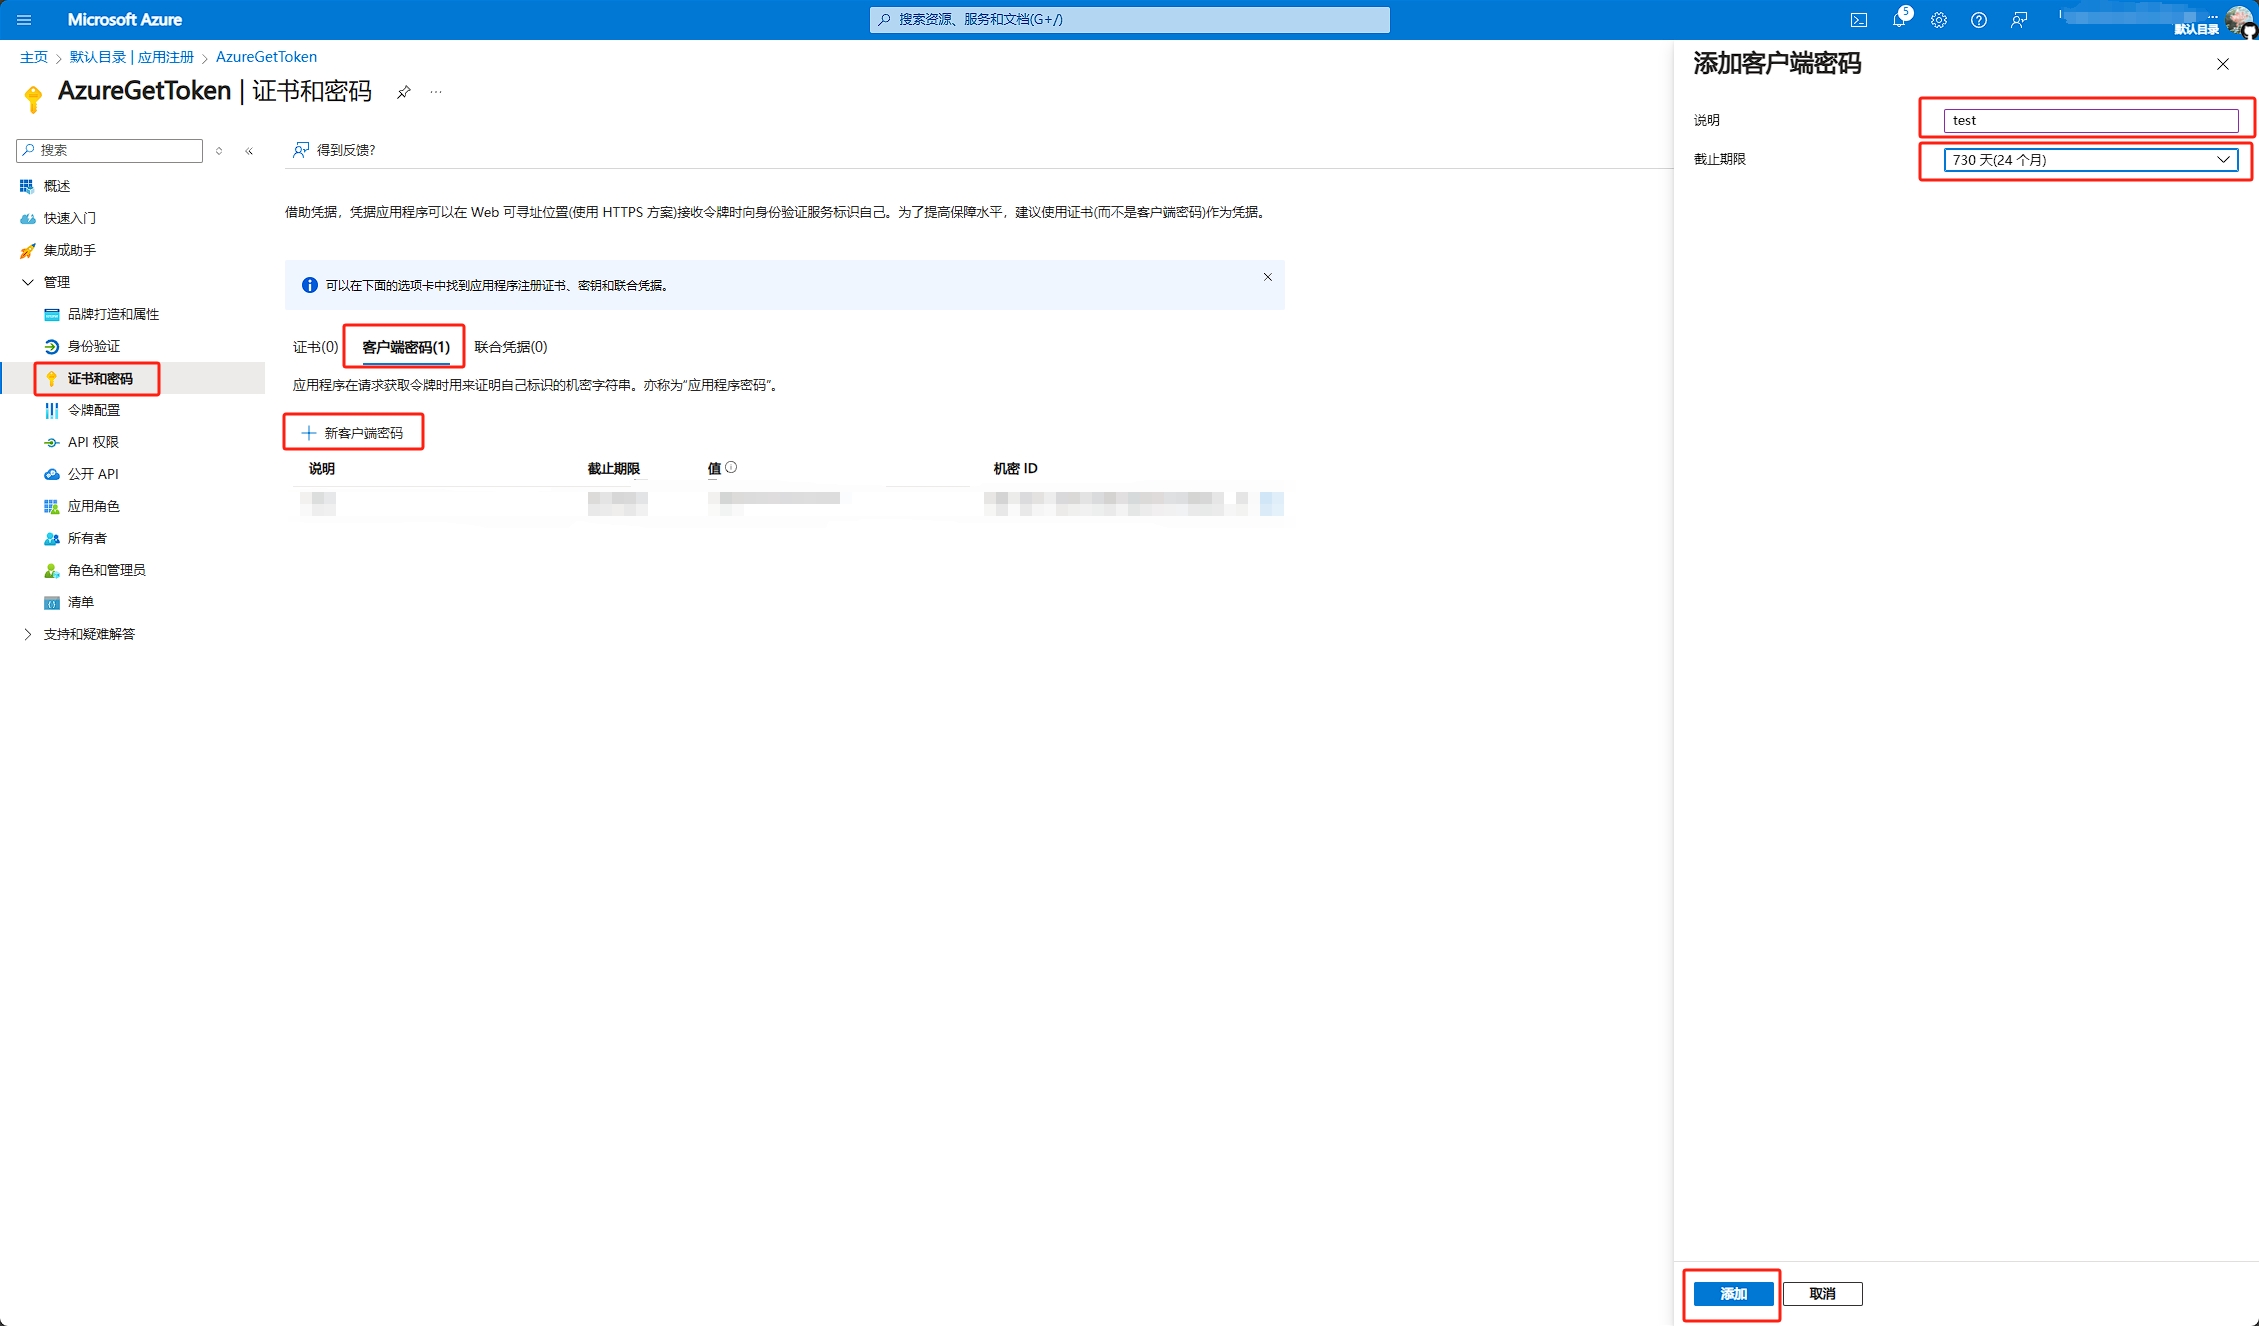 Microsoft Azure
搜索资源、服务和文档(G+/)
5
...
默认目录
主页 > 默认目录 | 应用注册 > AzureGetToken
AzureGetToken | 证书和密码
搜索
得到反馈?
概述
快速入门
集成助手
管理
品牌打造和属性
身份验证
证书和密码
令牌配置
API 权限
公开 API
应用角色
所有者
角色和管理员
清单
支持和疑难解答
借助凭据，凭据应用程序可以在 Web 可寻址位置(使用 HTTPS 方案)接收令牌时向身份验证服务标识自己。为了提高保障水平，建议使用证书(而不是客户端密码)作为凭据。
可以在下面的选项卡中找到应用程序注册证书、密钥和联合凭据。
证书(0) 客户端密码(1) 联合凭据(0)
应用程序在请求获取令牌时用来证明自己标识的机密字符串。亦称为“应用程序密码”。
新客户端密码
说明 截止期限 值 机密 ID
添加客户端密码
说明 test
截止期限 730 天(24 个月)
添加 取消